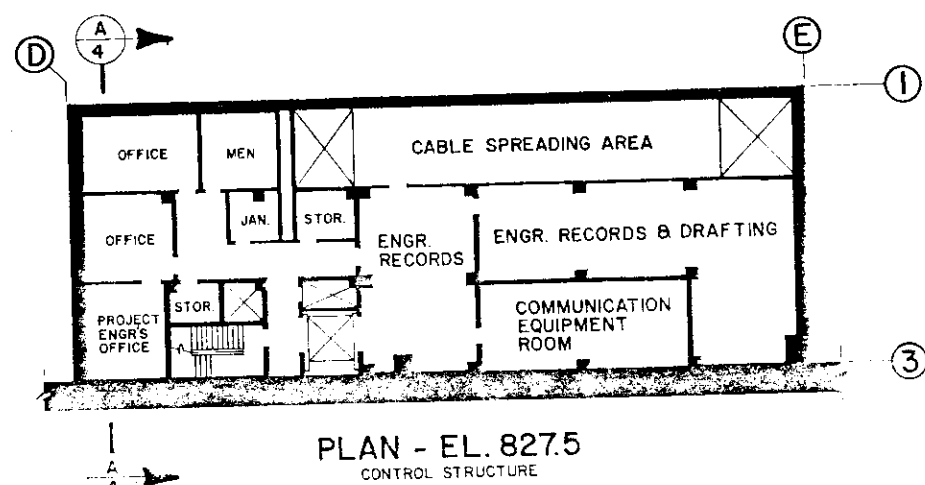 A
4
D
E
1
OFFICE
MEN
CABLE SPREADING AREA
JAN.
STOR.
OFFICE
ENGR.
RECORDS
ENGR. RECORDS & DRAFTING
STOR.
PROJECT
ENGR'S
OFFICE
COMMUNICATION
EQUIPMENT
ROOM
3
PLAN - EL. 827.5
CONTROL STRUCTURE
A